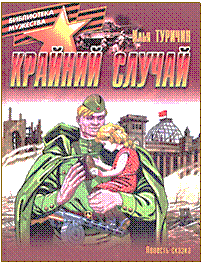 БИБЛИОТЕКА
МУЖЕСТВА
Илья ТУРИЧИН
КРАЙНИЙ СЛУЧАЙ
Повесть-сказка